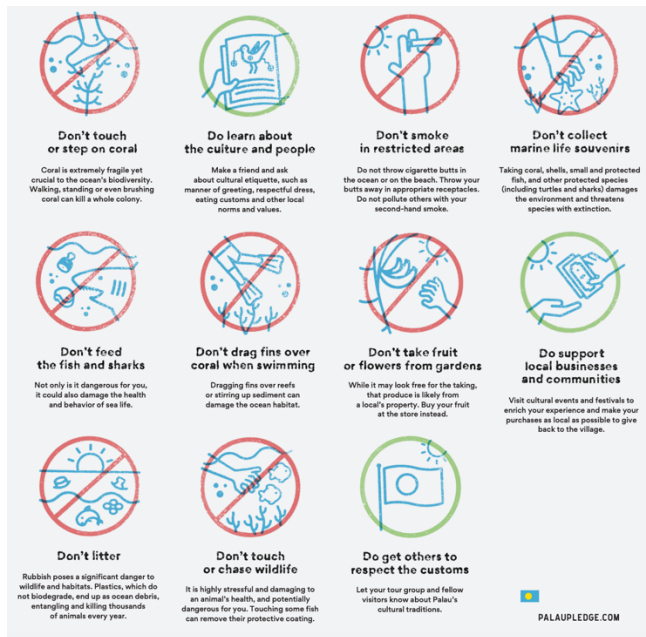 Don't touch
or step on coral
Coral is extremely fragile yet
crucial to the ocean's biodiversity.
Walking, standing or even brushing
coral can kill a whole colony.
Do learn about
the culture and people
Make a friend and ask
about cultural etiquette, such as
manner of greeting, respectful dress,
eating customs and other local
norms and values.
Don't smoke
in restricted areas
Do not throw cigarette butts in
the ocean or on the beach. Throw your
butts away in appropriate receptacles.
Do not pollute others with your
second-hand smoke.
Don't collect
marine life souvenirs
Taking coral, shells, small and protected
fish, and other protected species
(including turtles and sharks) damages
the environment and threatens
species with extinction.
Don't feed
the fish and sharks
Not only is it dangerous for you,
it could also damage the health
and behavior of sea life.
Don't drag fins over
coral when swimming
Dragging fins over reefs
or stirring up sediment can
damage the ocean habitat.
Don't take fruit
or flowers from gardens
While it may look free for the taking,
that produce is likely from
a local's property. Buy your fruit
at the store instead.
Do support
local businesses
and communities
Visit cultural events and festivals to
enrich your experience and make your
purchases as local as possible to give
back to the village.
Don't litter
Rubbish poses a significant danger to
wildlife and habitats. Plastics, which do
not biodegrade, end up as ocean debris,
entangling and killing thousands
of animals every year.
Don't touch
or chase wildlife
It is highly stressful and damaging to
an animal's health, and potentially
dangerous for you. Touching some fish
can remove their protective coating.
Do get others to
respect the customs
Let your tour group and fellow
visitors know about Palau's
cultural traditions.
PALAUPLEDGE.COM